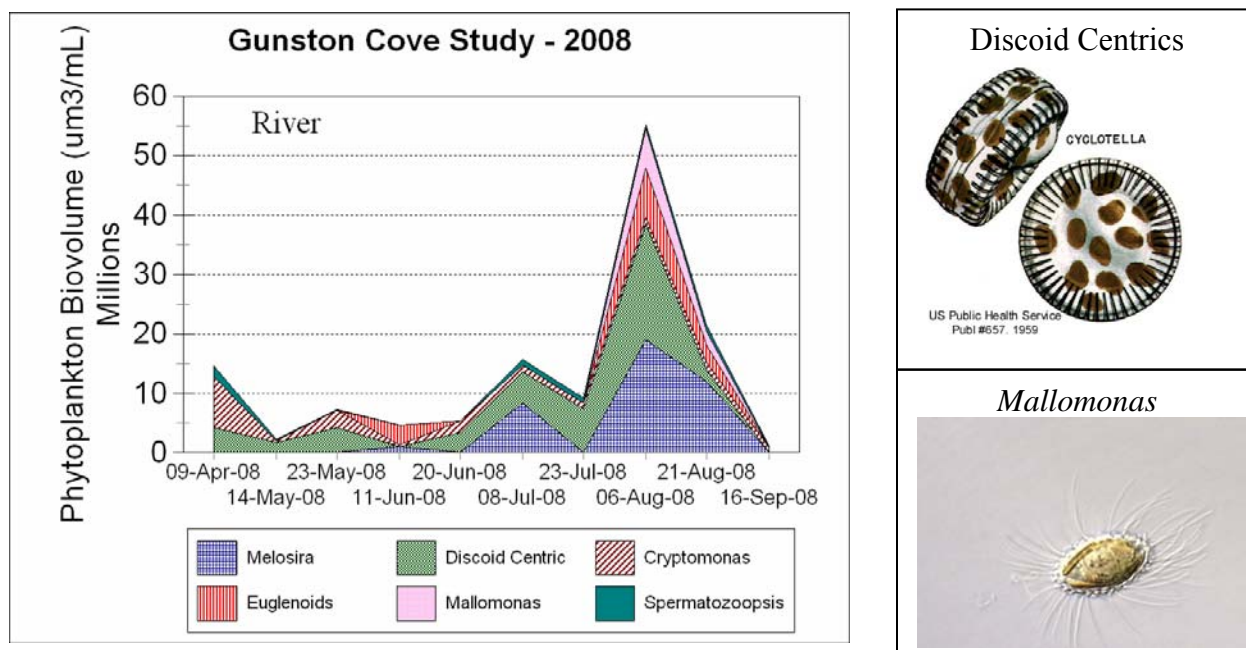 Gunston Cove Study - 2008
Phytoplankton Biovolume (um3/mL)
Millions
River
60
50
40
30
20
10
0
09-Apr-08
14-May-08
23-May-08
11-Jun-08
20-Jun-08
08-Jul-08
23-Jul-08
06-Aug-08
21-Aug-08
16-Sep-08
Melosira
Discoid Centric
Cryptomonas
Euglenoids
Mallomonas
Spermatozoopsis
Discoid Centrics
CYCLOTELLA
US Public Health Service
Publ #657. 1959
Mallomonas